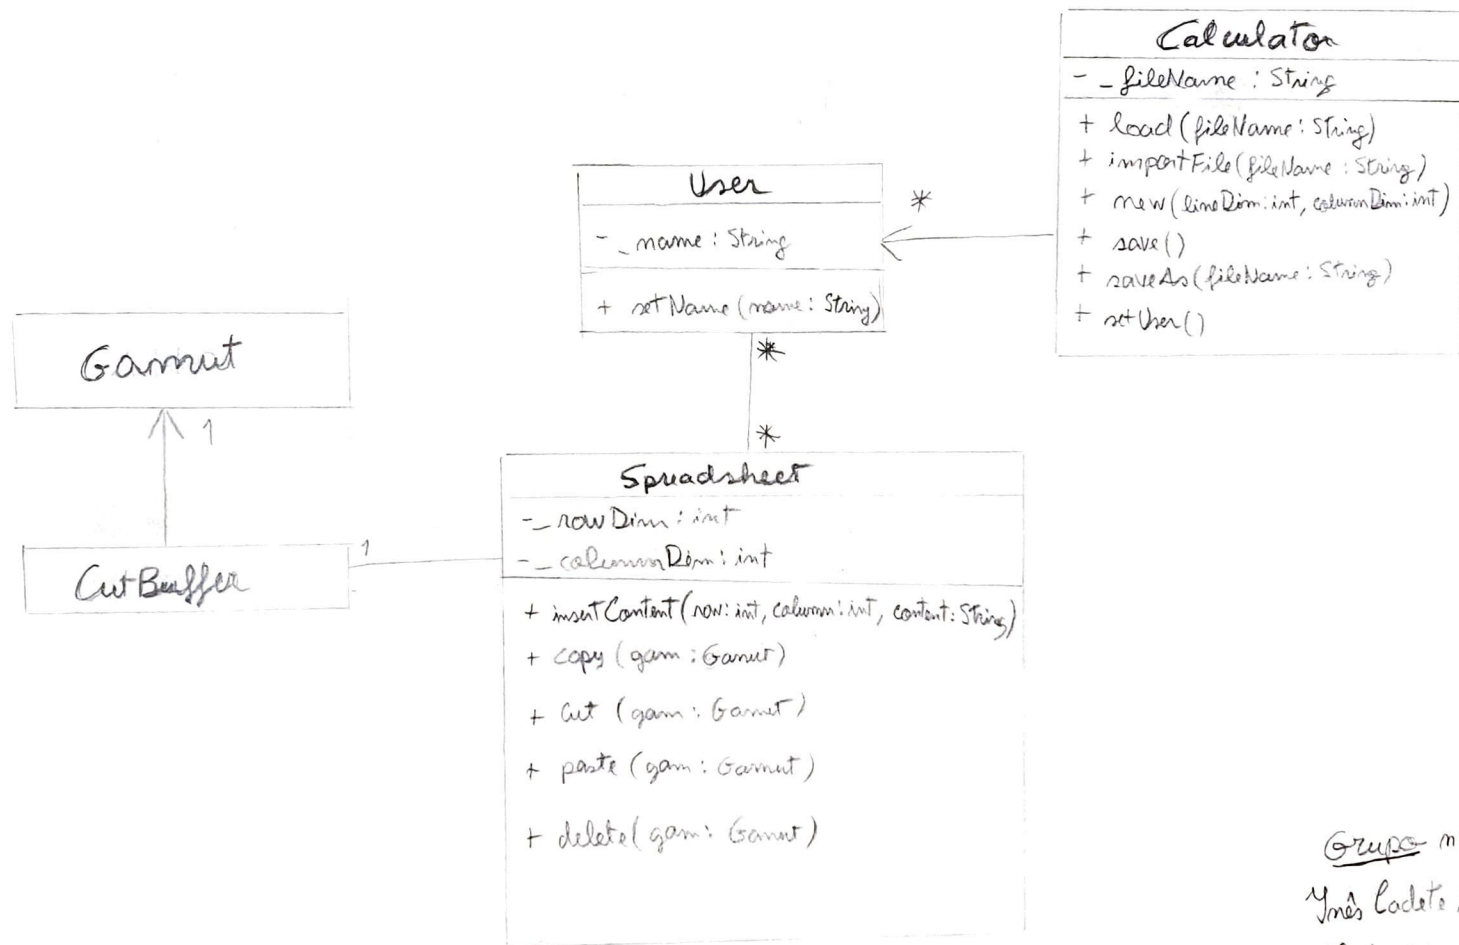 Calculator
- _fileName : String
+ load(fileName: String)
+ importFile(fileName: String)
+ new(lineDim: int, columnDim: int)
+ save()
+ saveAs(fileName: String)
+ setUser()
User
- _name : String
+ setName(name: String)
*
*
*
Gamut
1
CutBuffer
1
Spreadsheet
- _rowDim : int
- _columnDim : int
+ insertContent(row: int, column: int, content: String)
+ copy (gam : Gamut)
+ cut (gam : Gamut)
+ paste (gam : Gamut)
+ delete(gam : Gamut)
Grupo n
Inês Cadete